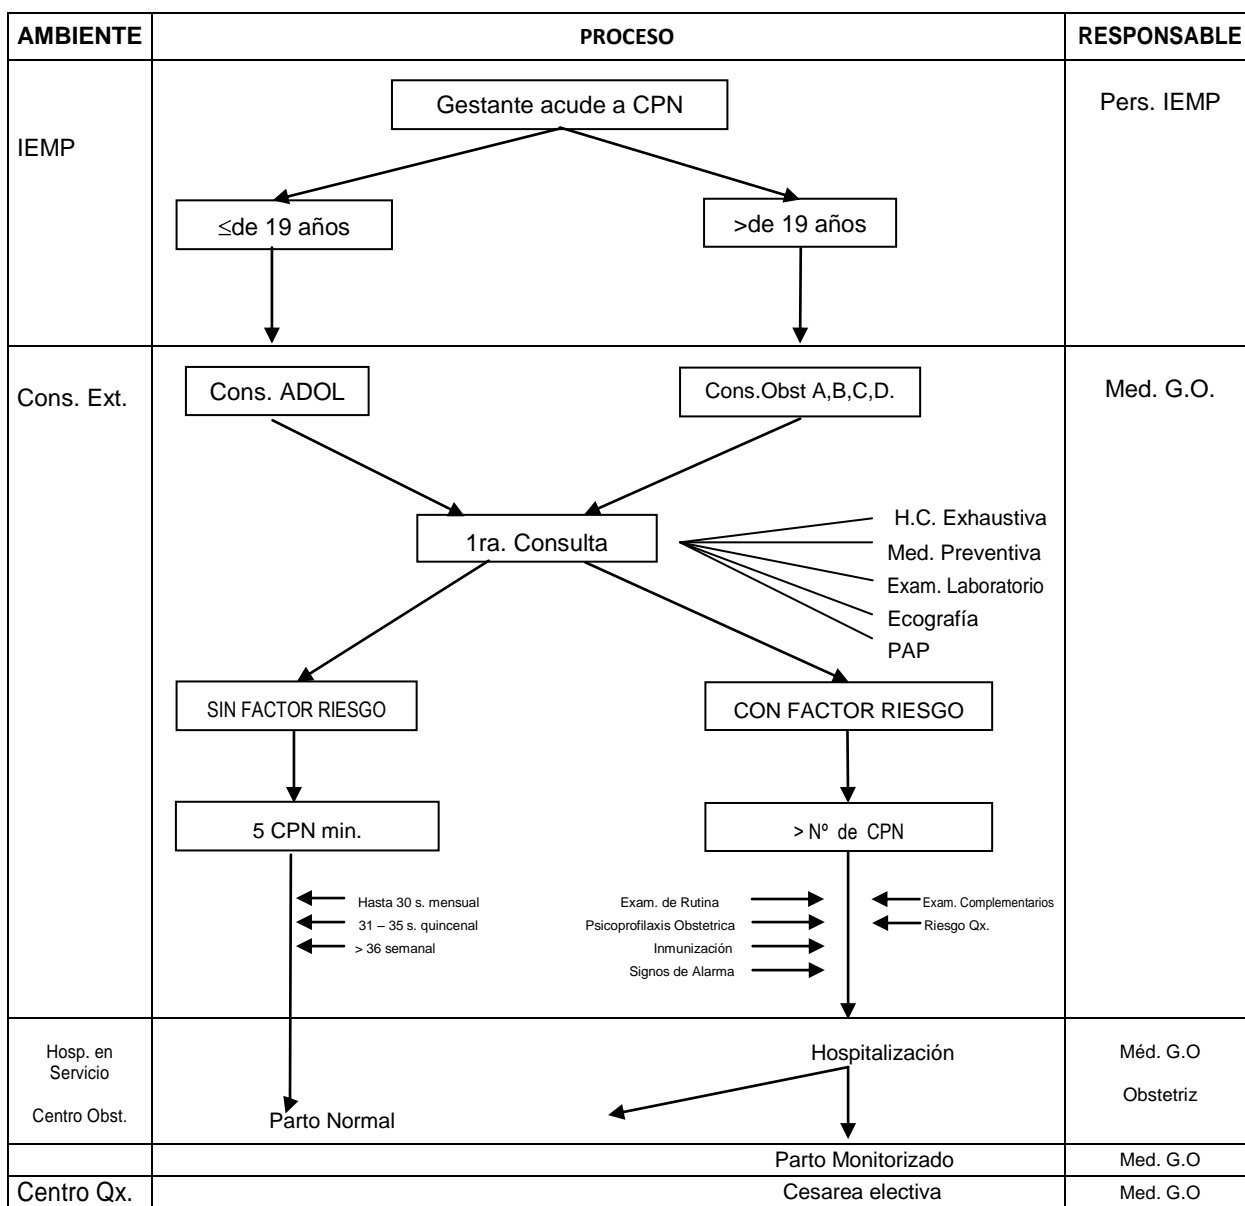 AMBIENTE PROCESO RESPONSABLE
Gestante acude a CPN
Pers. IEMP
IEMP
≤de 19 años
>de 19 años
Cons. Ext.
Cons. ADOL
Cons.Obst A,B,C,D.
Med. G.O.
1ra. Consulta
H.C. Exhaustiva
Med. Preventiva
Exam. Laboratorio
Ecografía
PAP
SIN FACTOR RIESGO
CON FACTOR RIESGO
5 CPN min.
> Nº de CPN
Hasta 30 s. mensual
31 – 35 s. quincenal
> 36 semanal
Exam. de Rutina
Psicoprofilaxis Obstetrica
Inmunización
Signos de Alarma
Exam. Complementarios
Riesgo Qx.
Hosp. en
Servicio
Centro Obst.
Hospitalización
Parto Normal
Méd. G.O
Obstetriz
Parto Monitorizado
Med. G.O
Centro Qx.
Cesarea electiva
Med. G.O